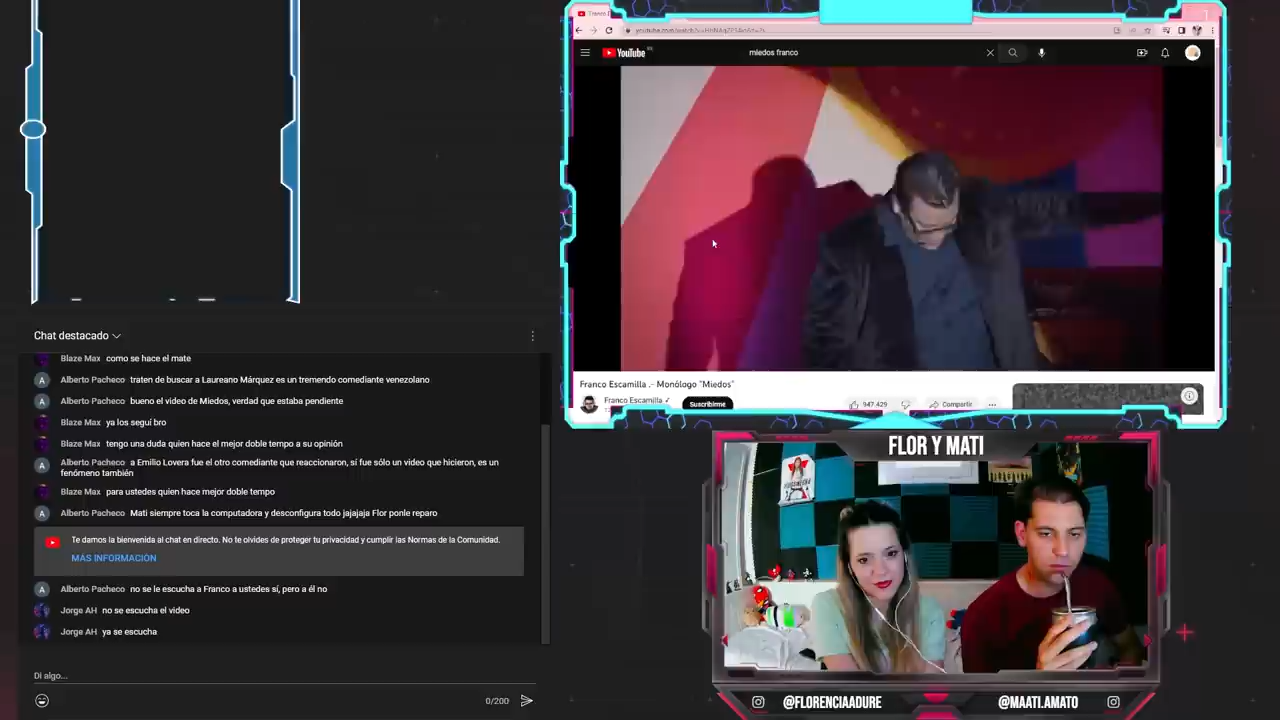 YouTube
miedos franco
Franco Escamilla .- Monólogo "Miedos"
Franco Escamilla
Suscribirme
947.429
Compartir
Chat destacado
Blaze Max como se hace el mate
A Alberto Pacheco traten de buscar a Laureano Márquez es un tremendo comediante venezolano
A Alberto Pacheco bueno el video de Miedos, verdad que estaba pendiente
Blaze Max ya los seguí bro
Blaze Max tengo una duda quien hace el mejor doble tempo a su opinión
A Alberto Pacheco a Emilio Lovera fue el otro comediante que reaccionaron, sí fue sólo un video que hicieron, es un
fenómeno también
Blaze Max para ustedes quien hace mejor doble tempo
A Alberto Pacheco Mati siempre toca la computadora y desconfigura todo jajajaja Flor ponle reparo
Te damos la bienvenida al chat en directo. No te olvides de proteger tu privacidad y cumplir las Normas de la Comunidad.
MÁS INFORMACIÓN
A Alberto Pacheco no se le escucha a Franco a ustedes sí, pero a él no
Jorge AH no se escucha el video
Jorge AH ya se escucha
Di algo...
0/200
FLOR Y MATI
@FLORENCIAADURE
@MAATI.AMATO